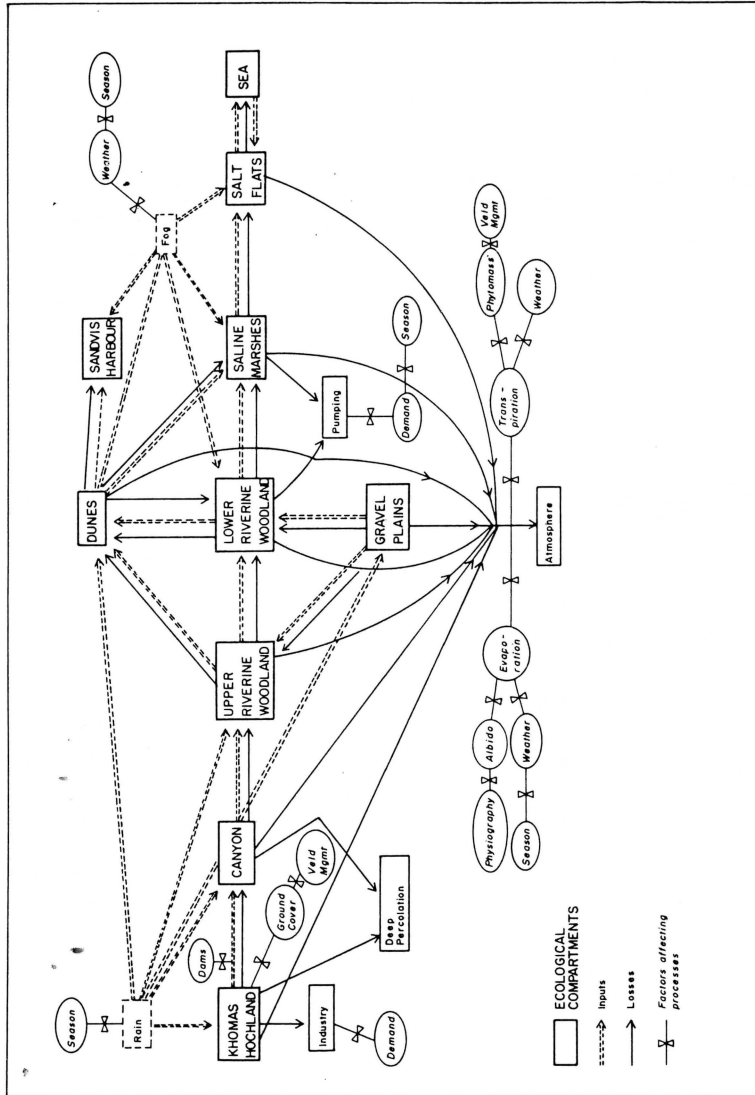 Season
Rain
Season
Weather
Fog
DUNES
SANDVIS
HARBOUR
KHOMAS
HOCHLAND
CANYON
UPPER
RIVERINE
WOODLAND
LOWER
RIVERINE
WOODLAND
SALINE
MARSHES
SALT
FLATS
SEA
Dams
Ground
Cover
Veld
Mgmt
Industry
Demand
Deep
Percolation
GRAVEL
PLAINS
Pumping
Demand
Season
Physiography
Albido
Season
Weather
Evapo-
ration
Atmosphere
Trans-
piration
Phytomass
Veld
Mgmt
Weather
ECOLOGICAL
COMPARTMENTS
Inputs
Losses
Factors affecting
processes